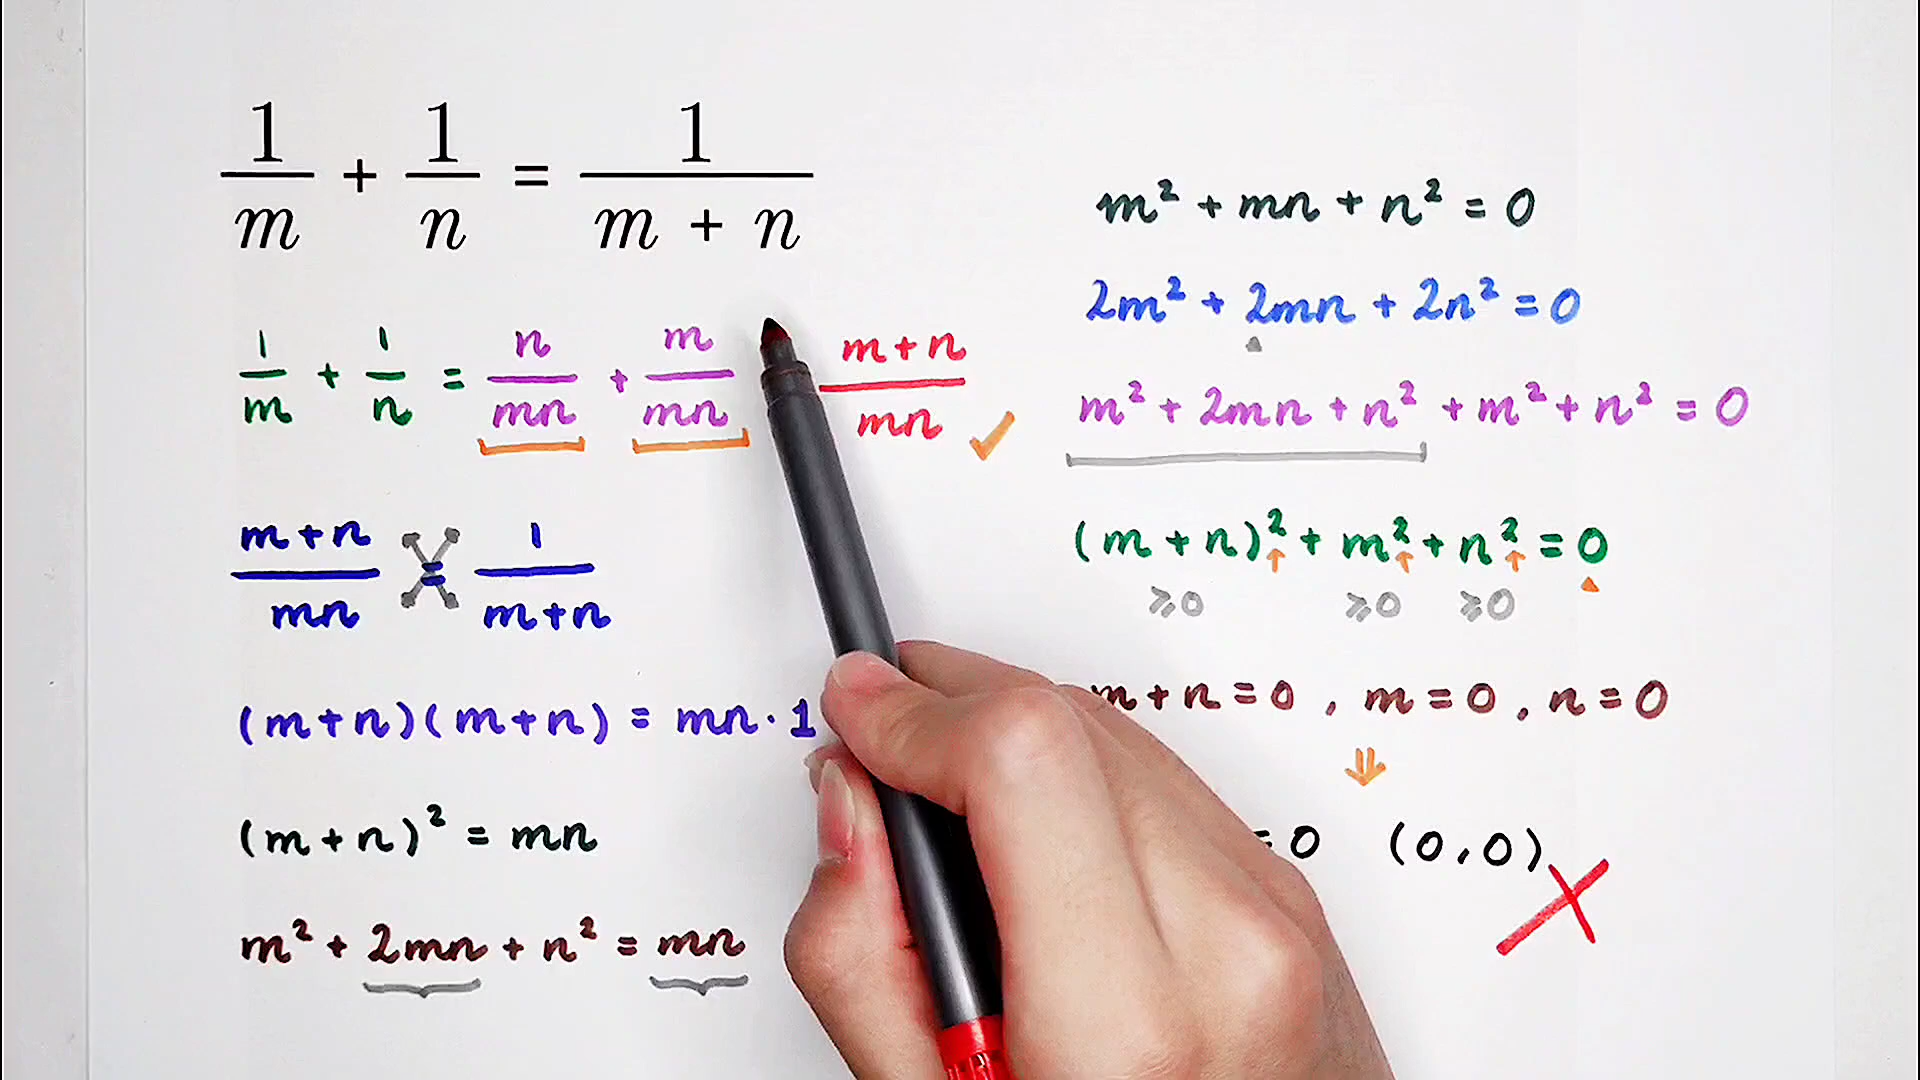 1/m + 1/n = 1/(m + n)
1/m + 1/n = n/mn + m/mn (m+n)/mn ✓
(m+n)/mn = 1/(m+n)
(m+n)(m+n) = mn·1
(m+n)² = mn
m² + 2mn + n² = mn
m² + mn + n² = 0
2m² + 2mn + 2n² = 0
m² + 2mn + n² + m² + n² = 0
(m+n)² + m² + n² = 0
≥0 ≥0 ≥0
m+n=0 , m=0 , n=0
⇓
=0 (0,0)